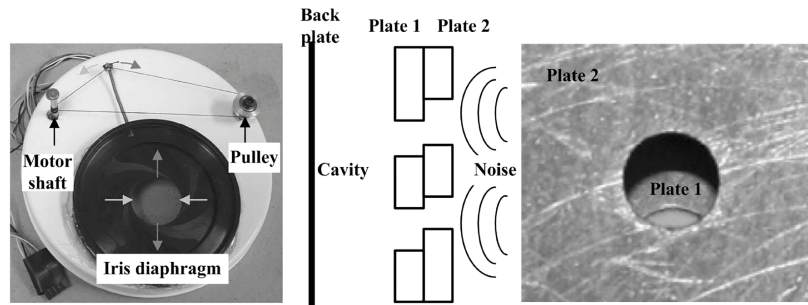 Motor
shaft
Pulley
Iris diaphragm
Back
plate
Plate 1
Plate 2
Cavity
Noise
Plate 2
Plate 1